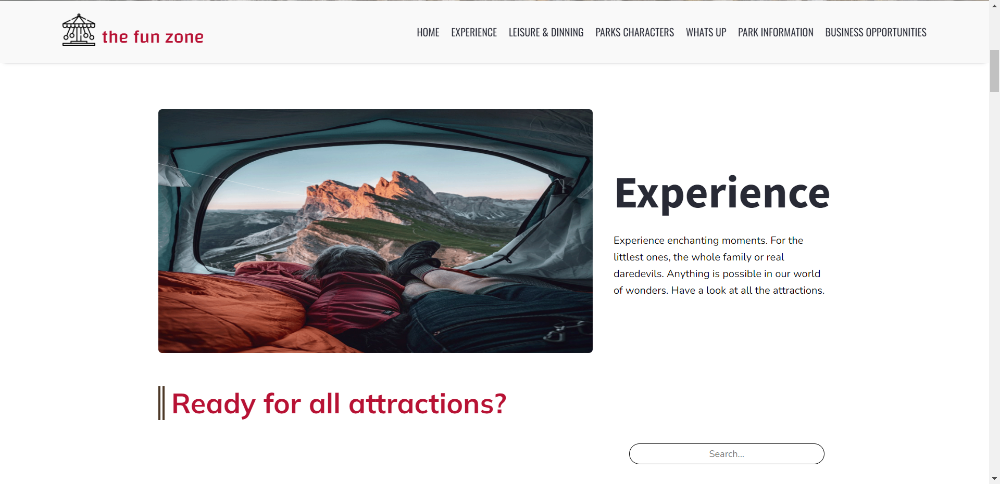 the fun zone
HOME EXPERIENCE LEISURE & DINNING PARKS CHARACTERS WHATS UP PARK INFORMATION BUSINESS OPPORTUNITIES
Experience
Experience enchanting moments. For the
littlest ones, the whole family or real
daredevils. Anything is possible in our world
of wonders. Have a look at all the attractions.
Ready for all attractions?
Search...